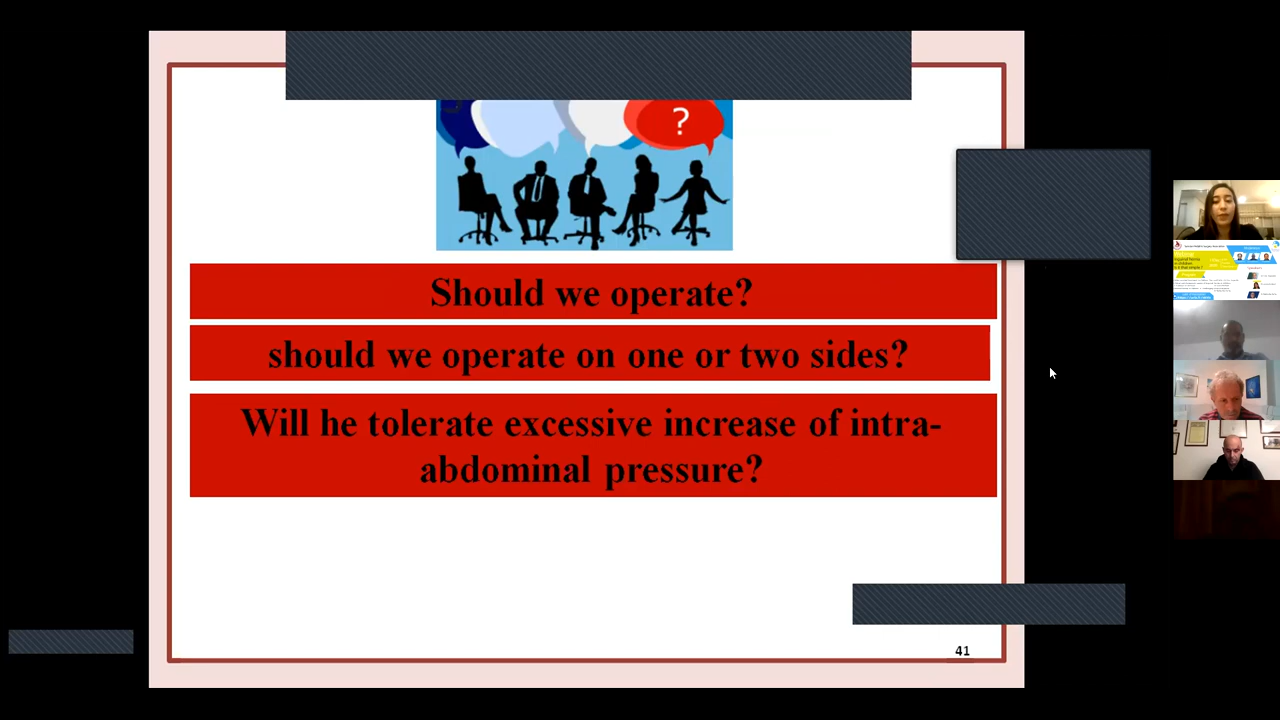 ?
Should we operate?
should we operate on one or two sides?
Will he tolerate excessive increase of intra-
abdominal pressure?
41